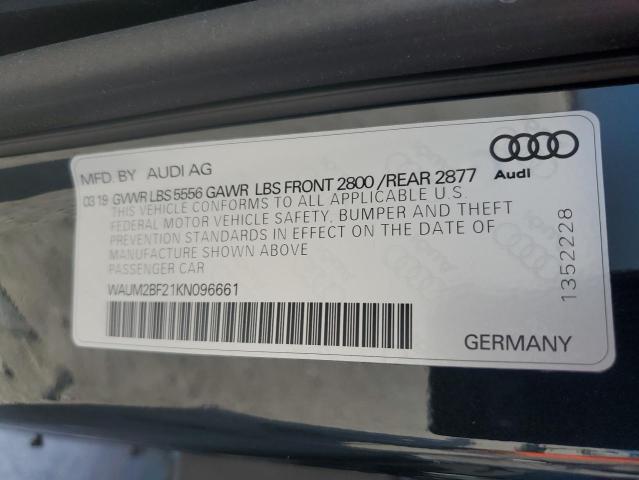 MFD BY AUDI AG
Audi
03 19 GVWR LBS 5556 GAWR LBS FRONT 2800 / REAR 2877
THIS VEHICLE CONFORMS TO ALL APPLICABLE U.S.
FEDERAL MOTOR VEHICLE SAFETY, BUMPER AND THEFT
PREVENTION STANDARDS IN EFFECT ON THE DATE OF
MANUFACTURE SHOWN ABOVE
PASSENGER CAR
WAUM2BF21KN096661
1352228
GERMANY